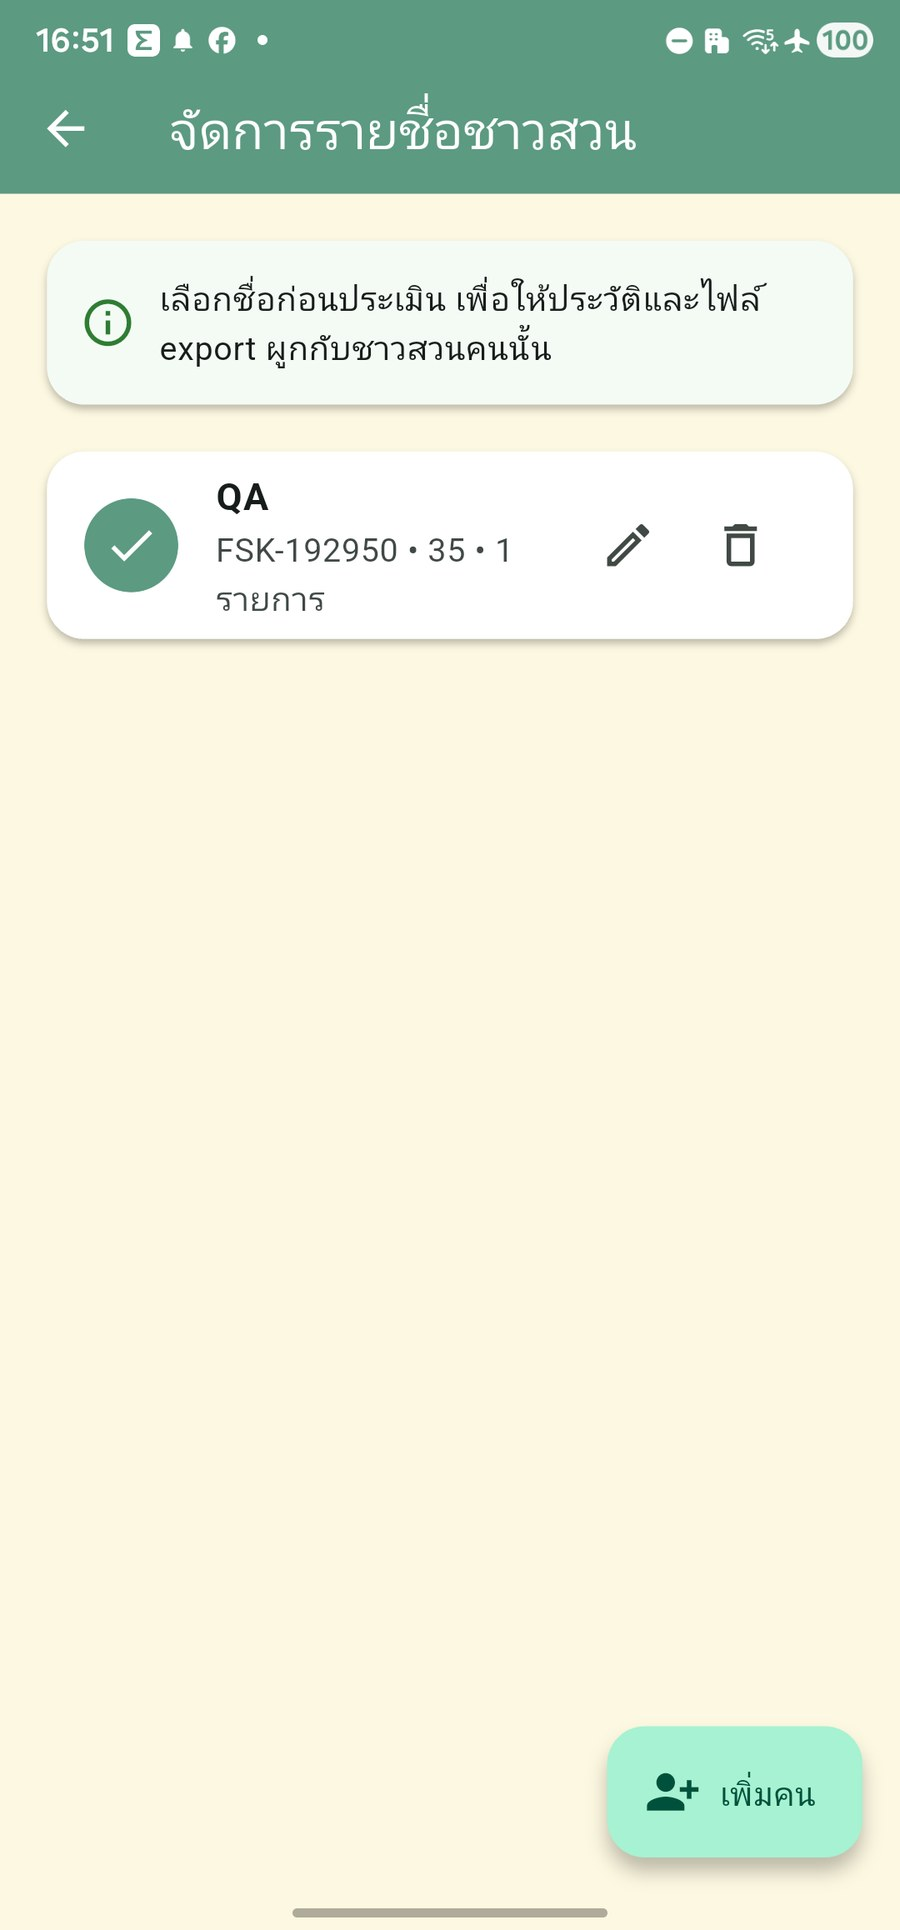 16:51
100
จัดการรายชื่อชาวสวน
เลือกชื่อก่อนประเมิน เพื่อให้ประวัติและไฟล์
export ผูกกับชาวสวนคนนั้น
QA
FSK-192950 • 35 • 1
รายการ
เพิ่มคน